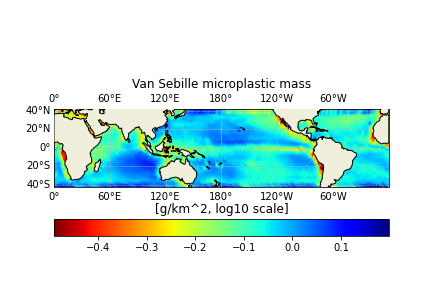 Van Sebille microplastic mass
0° 60°E 120°E 180° 120°W 60°W
40°N
20°N
0°
20°S
40°S
0° 60°E 120°E 180° 120°W 60°W
[g/km^2, log10 scale]
−0.4 −0.3 −0.2 −0.1 0.0 0.1